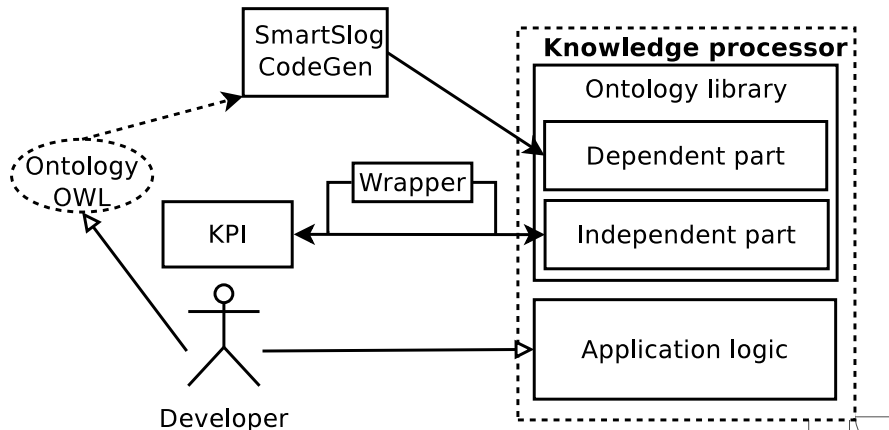 SmartSlog
CodeGen
Knowledge processor
Ontology library
Dependent part
Ontology
OWL
Wrapper
KPI
Independent part
Application logic
Developer